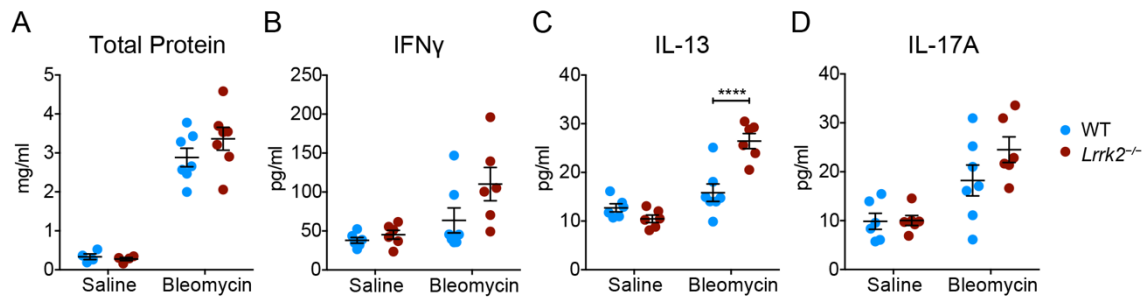 A
Total Protein
mg/ml
5
4
3
2
1
0
Saline
Bleomycin
B
IFNγ
pg/ml
250
200
150
100
50
0
Saline
Bleomycin
C
IL-13
pg/ml
40
30
20
10
0
****
Saline
Bleomycin
D
IL-17A
pg/ml
40
30
20
10
0
Saline
Bleomycin
WT
Lrrk2⁻/⁻